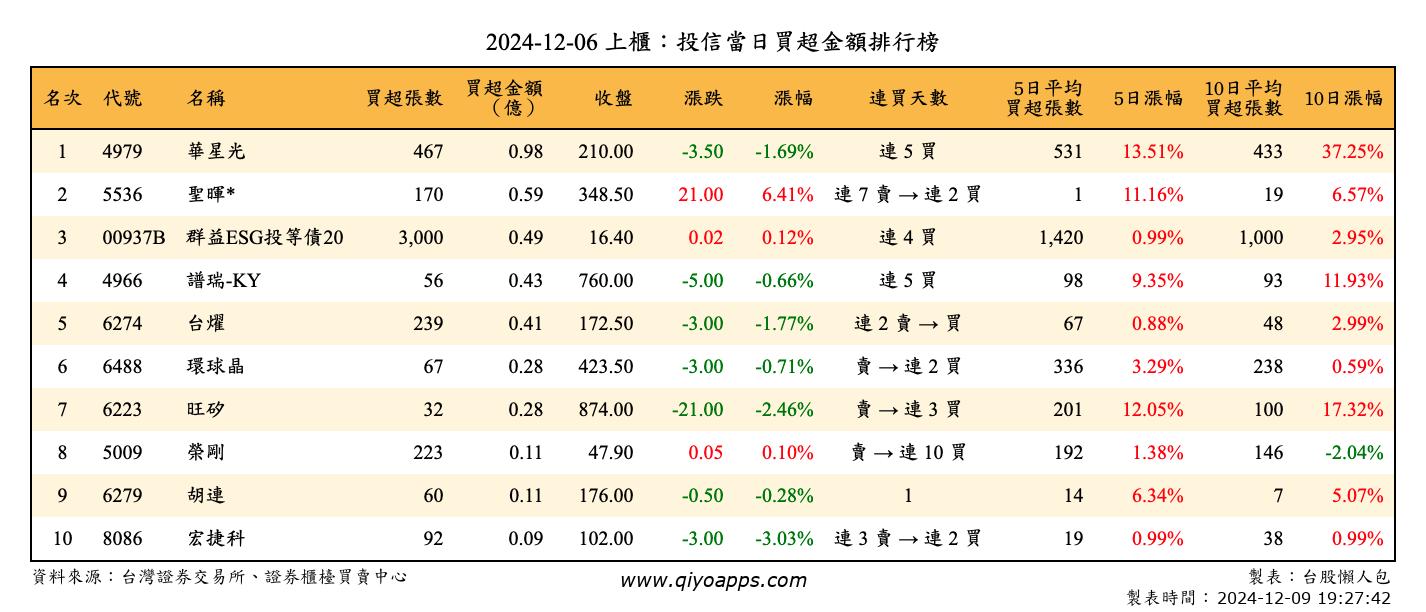 2024-12-06 上櫃：投信當日買超金額排行榜
名次 代號 名稱 買超張數 買超金額（億） 收盤 漲跌 漲幅 連買天數 5日平均買超張數 5日漲幅 10日平均買超張數 10日漲幅
1 4979 華星光 467 0.98 210.00 -3.50 -1.69% 連 5 買 531 13.51% 433 37.25%
2 5536 聖暉* 170 0.59 348.50 21.00 6.41% 連 7 賣 → 連 2 買 1 11.16% 19 6.57%
3 00937B 群益ESG投等債20 3,000 0.49 16.40 0.02 0.12% 連 4 買 1,420 0.99% 1,000 2.95%
4 4966 譜瑞-KY 56 0.43 760.00 -5.00 -0.66% 連 5 買 98 9.35% 93 11.93%
5 6274 台燿 239 0.41 172.50 -3.00 -1.77% 連 2 賣 → 買 67 0.88% 48 2.99%
6 6488 環球晶 67 0.28 423.50 -3.00 -0.71% 賣 → 連 2 買 336 3.29% 238 0.59%
7 6223 旺矽 32 0.28 874.00 -21.00 -2.46% 賣 → 連 3 買 201 12.05% 100 17.32%
8 5009 榮剛 223 0.11 47.90 0.05 0.10% 賣 → 連 10 買 192 1.38% 146 -2.04%
9 6279 胡連 60 0.11 176.00 -0.50 -0.28% 1 14 6.34% 7 5.07%
10 8086 宏捷科 92 0.09 102.00 -3.00 -3.03% 連 3 賣 → 連 2 買 19 0.99% 38 0.99%
資料來源：台灣證券交易所、證券櫃檯買賣中心 www.qiyoapps.com 製表：台股懶人包
製表時間：2024-12-09 19:27:42